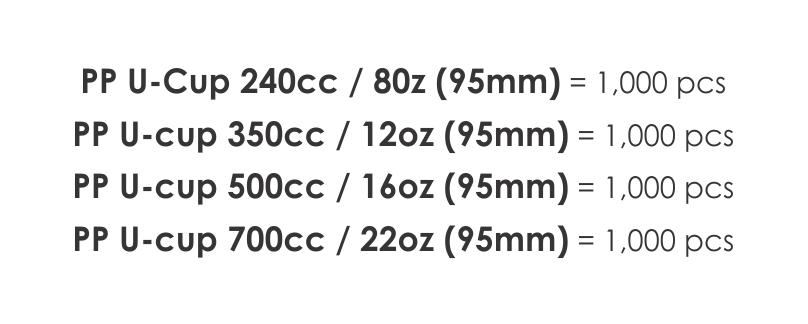 PP U-Cup 240cc / 80z (95mm) = 1,000 pcs
PP U-cup 350cc / 12oz (95mm) = 1,000 pcs
PP U-cup 500cc / 16oz (95mm) = 1,000 pcs
PP U-cup 700cc / 22oz (95mm) = 1,000 pcs